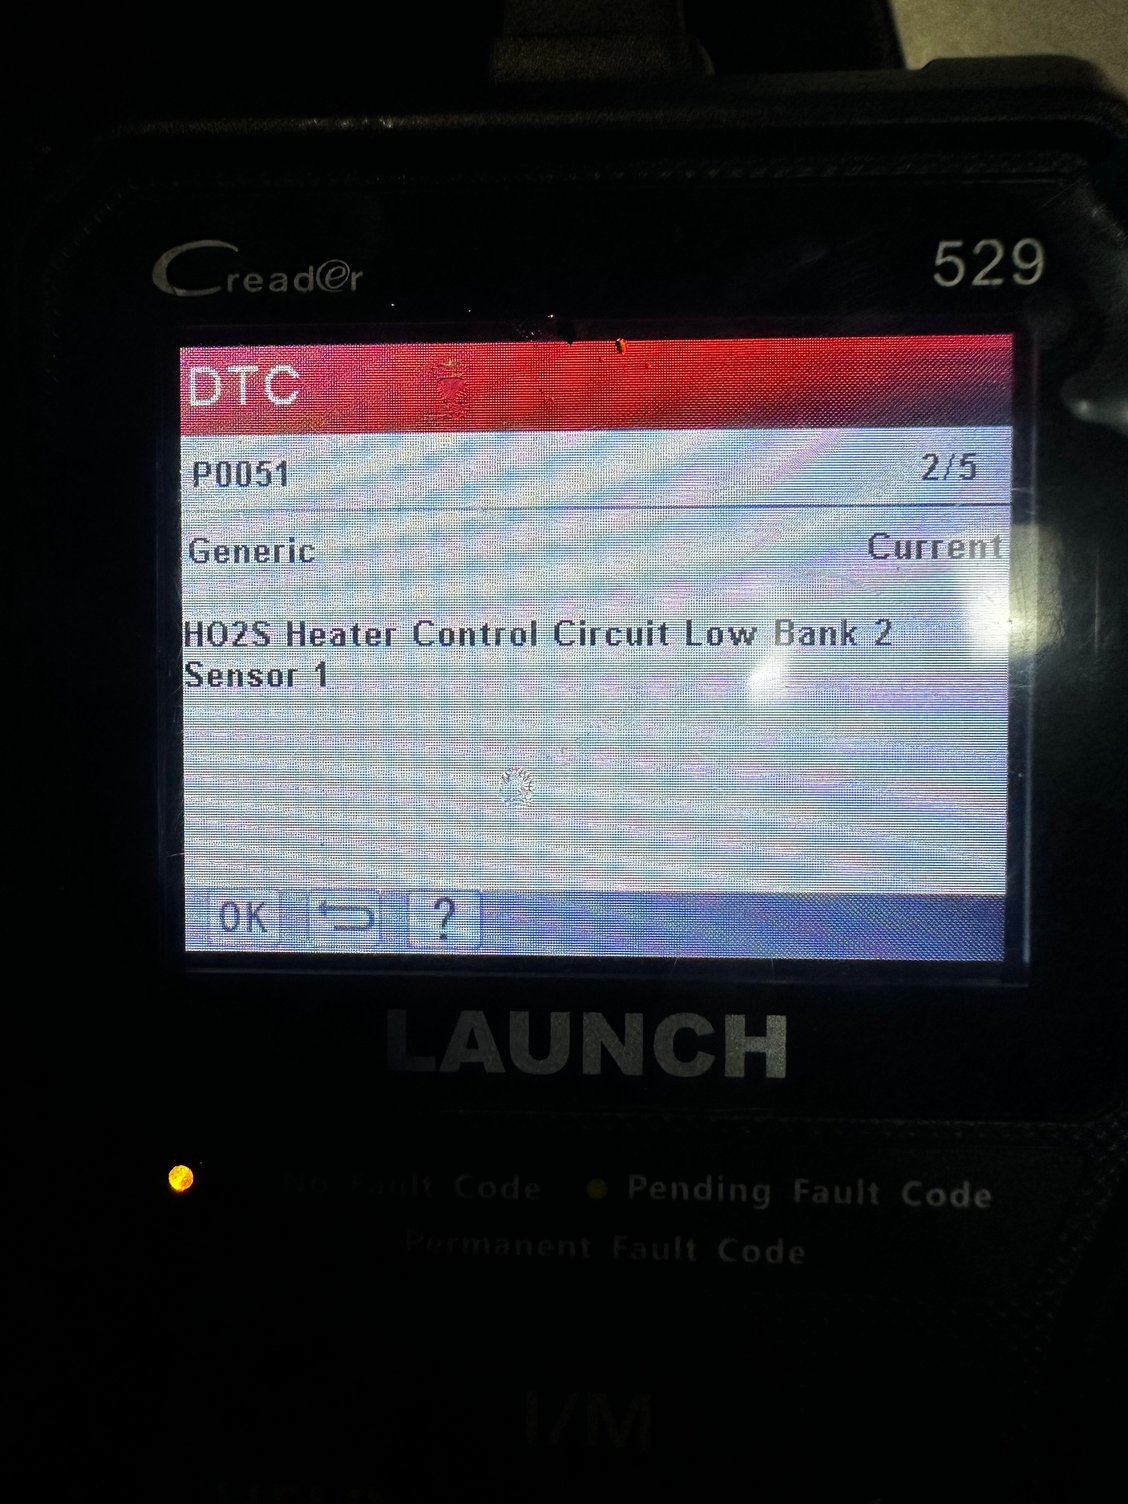 Cread@r
529
DTC
P0051
2/5
Generic
Current
HO2S Heater Control Circuit Low Bank 2
Sensor 1
OK
?
LAUNCH
No Fault Code
Pending Fault Code
Permanent Fault Code
I/M